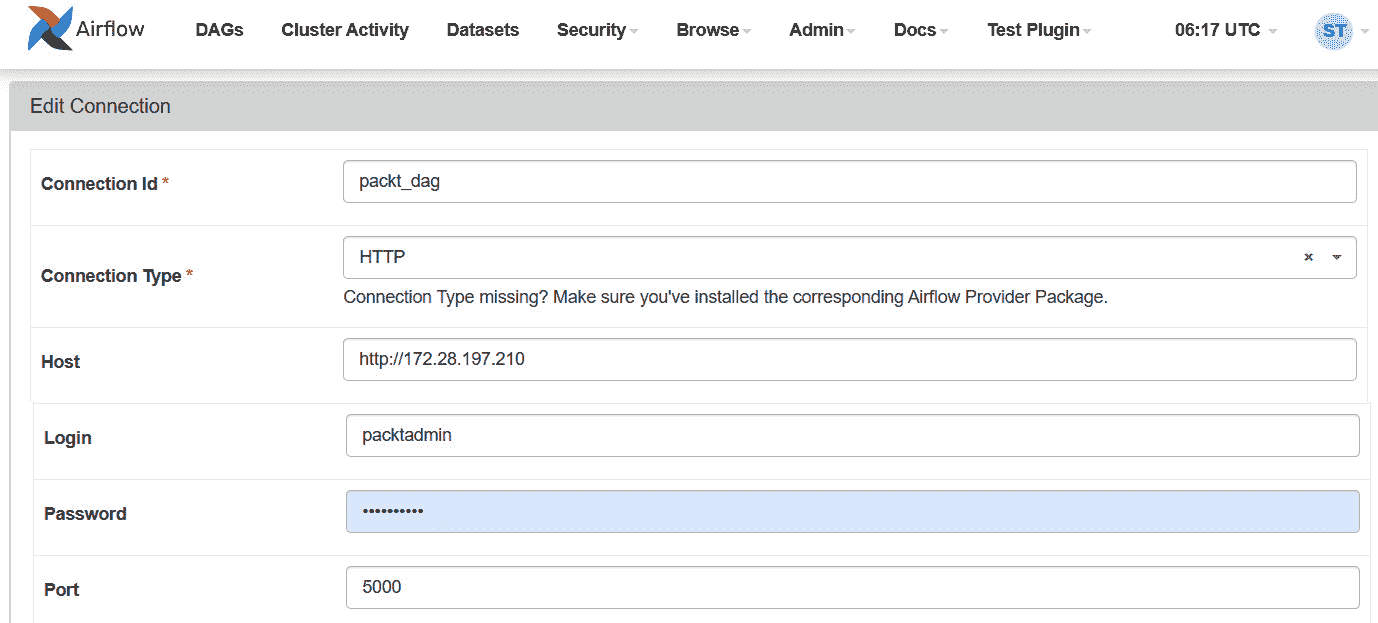 Airflow DAGs Cluster Activity Datasets Security Browse Admin Docs Test Plugin 06:17 UTC ST
Edit Connection
Connection Id * packt_dag
Connection Type * HTTP × 
Connection Type missing? Make sure you've installed the corresponding Airflow Provider Package.
Host http://172.28.197.210
Login packtadmin
Password ••••••••••
Port 5000